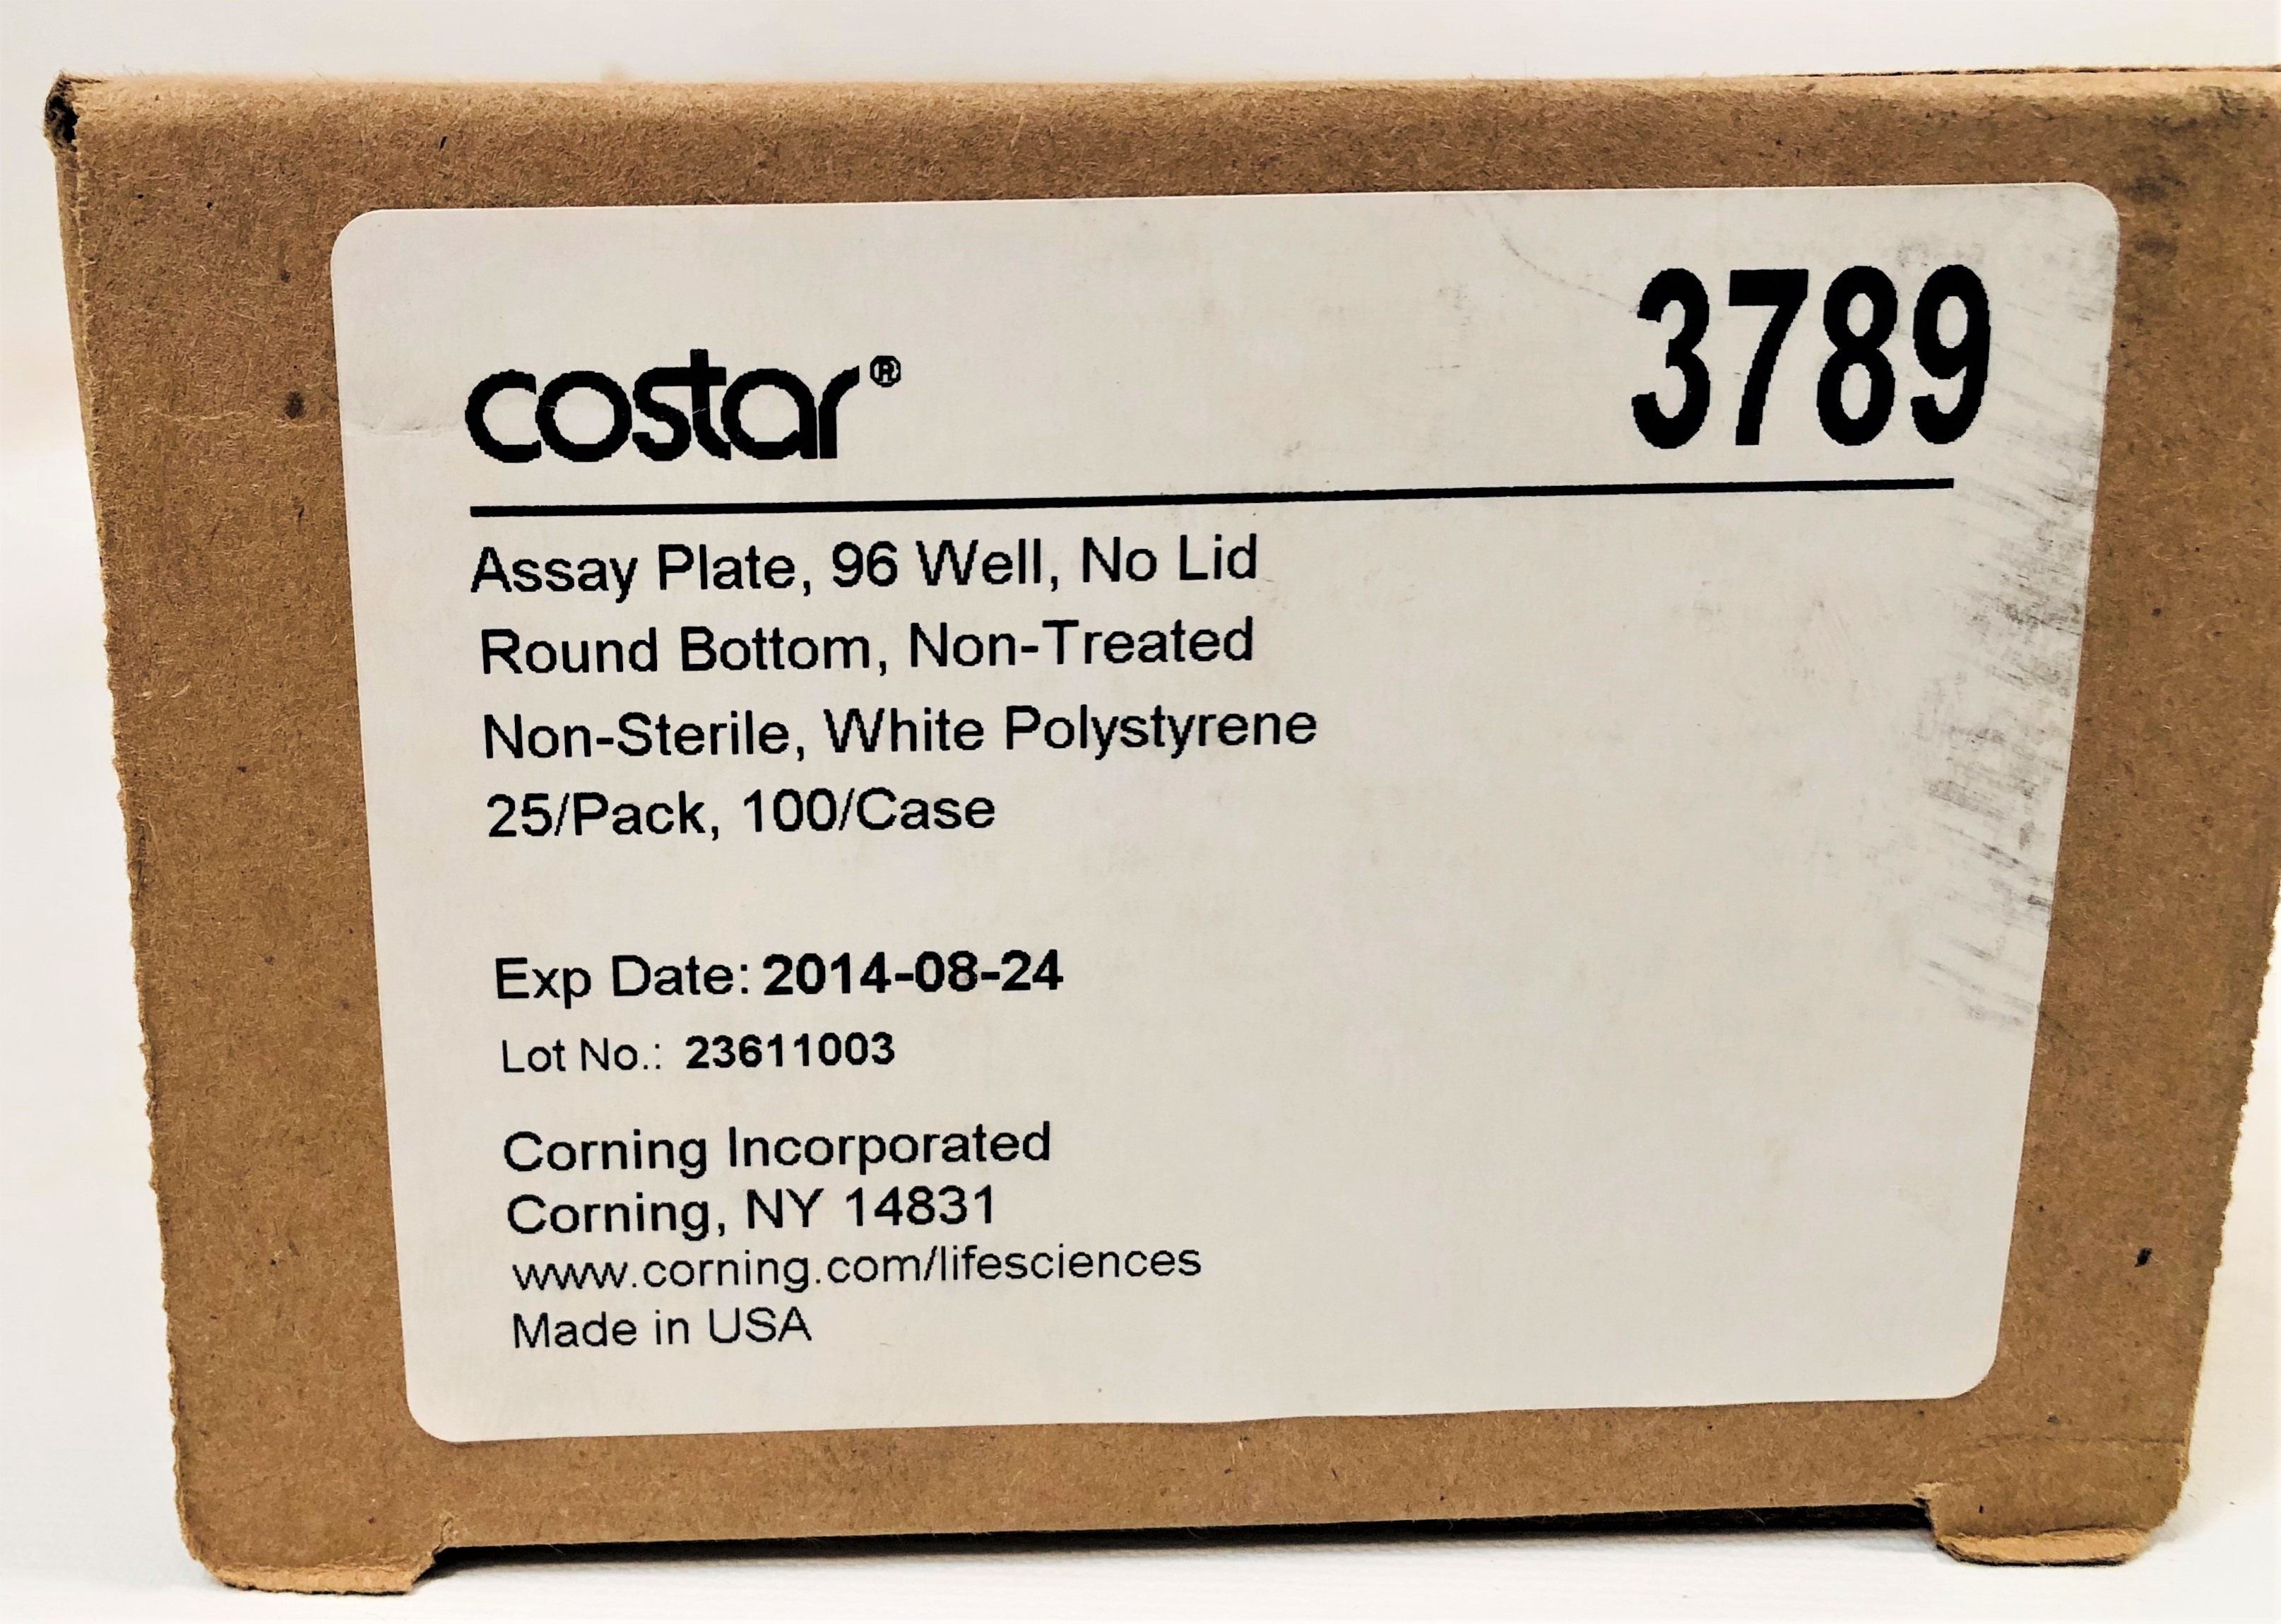 costar® 3789
Assay Plate, 96 Well, No Lid
Round Bottom, Non-Treated
Non-Sterile, White Polystyrene
25/Pack, 100/Case
Exp Date: 2014-08-24
Lot No.: 23611003
Corning Incorporated
Corning, NY 14831
www.corning.com/lifesciences
Made in USA